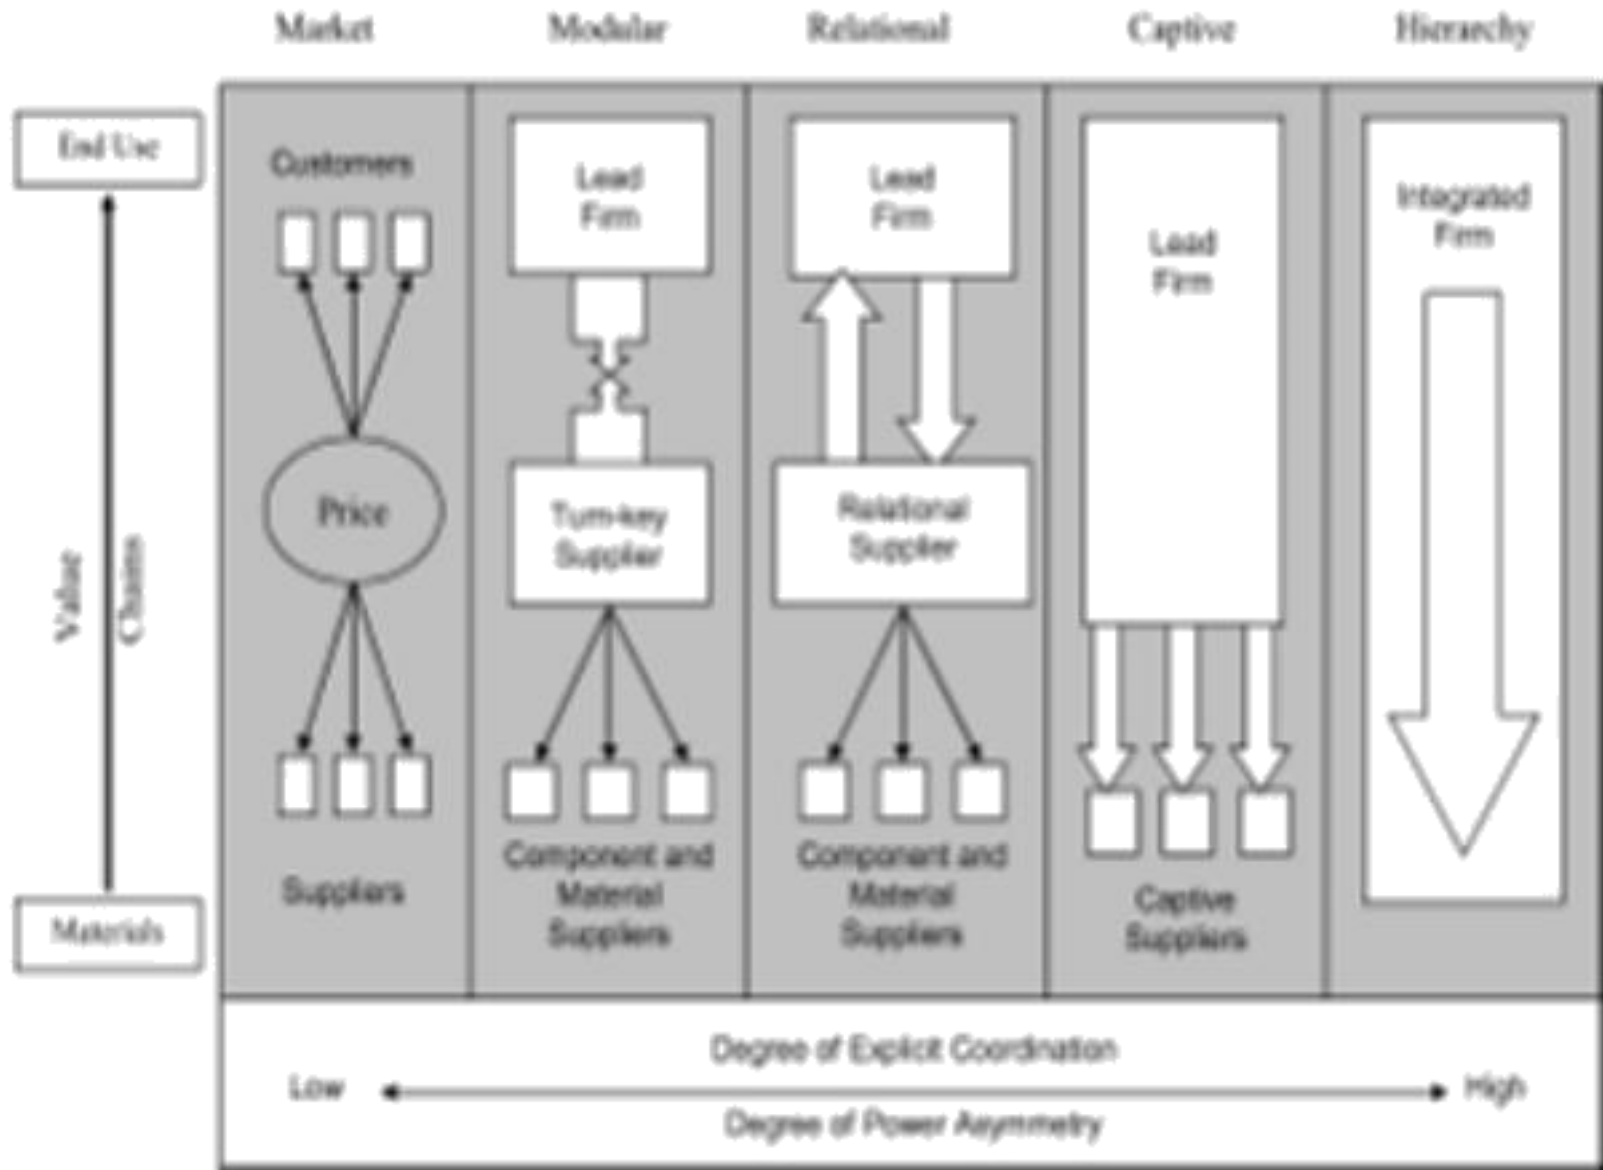 Market
Modular
Relational
Captive
Hierarchy
End Use
Value
Chains
Materials
Customers
Price
Suppliers
Lead
Firm
Turn-key
Supplier
Component and
Material
Suppliers
Lead
Firm
Relational
Supplier
Component and
Material
Suppliers
Lead
Firm
Captive
Suppliers
Integrated
Firm
Degree of Explicit Coordination
Low
High
Degree of Power Asymmetry